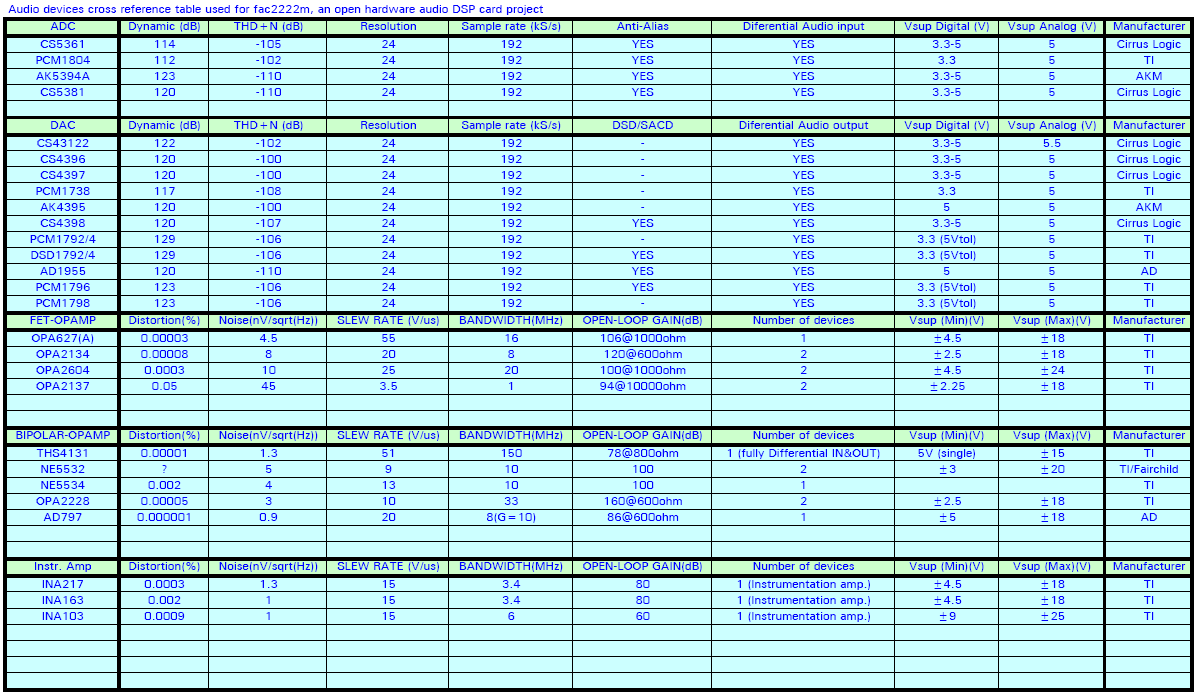 Audio devices cross reference table used for fac2222m, an open hardware audio DSP card project
ADC Dynamic (dB) THD+N (dB) Resolution Sample rate (kS/s) Anti-Alias Diferential Audio input Vsup Digital (V) Vsup Analog (V) Manufacturer
CS5361 114 -105 24 192 YES YES 3.3-5 5 Cirrus Logic
PCM1804 112 -102 24 192 YES YES 3.3 5 TI
AK5394A 123 -110 24 192 YES YES 3.3-5 5 AKM
CS5381 120 -110 24 192 YES YES 3.3-5 5 Cirrus Logic
DAC Dynamic (dB) THD+N (dB) Resolution Sample rate (kS/s) DSD/SACD Diferential Audio output Vsup Digital (V) Vsup Analog (V) Manufacturer
CS43122 122 -102 24 192 - YES 3.3-5 5.5 Cirrus Logic
CS4396 120 -100 24 192 - YES 3.3-5 5 Cirrus Logic
CS4397 120 -100 24 192 - YES 3.3-5 5 Cirrus Logic
PCM1738 117 -108 24 192 - YES 3.3 5 TI
AK4395 120 -100 24 192 - YES 5 5 AKM
CS4398 120 -107 24 192 YES YES 3.3-5 5 Cirrus Logic
PCM1792/4 129 -106 24 192 - YES 3.3 (5Vtol) 5 TI
DSD1792/4 129 -106 24 192 YES YES 3.3 (5Vtol) 5 TI
AD1955 120 -110 24 192 YES YES 5 5 AD
PCM1796 123 -106 24 192 YES YES 3.3 (5Vtol) 5 TI
PCM1798 123 -106 24 192 - YES 3.3 (5Vtol) 5 TI
FET-OPAMP Distortion(%) Noise(nV/sqrt(Hz)) SLEW RATE (V/us) BANDWIDTH(MHz) OPEN-LOOP GAIN(dB) Number of devices Vsup (Min)(V) Vsup (Max)(V) Manufacturer
OPA627(A) 0.00003 4.5 55 16 106@1000ohm 1 ±4.5 ±18 TI
OPA2134 0.00008 8 20 8 120@600ohm 2 ±2.5 ±18 TI
OPA2604 0.0003 10 25 20 100@1000ohm 2 ±4.5 ±24 TI
OPA2137 0.05 45 3.5 1 94@10000ohm 2 ±2.25 ±18 TI
BIPOLAR-OPAMP Distortion(%) Noise(nV/sqrt(Hz)) SLEW RATE (V/us) BANDWIDTH(MHz) OPEN-LOOP GAIN(dB) Number of devices Vsup (Min)(V) Vsup (Max)(V) Manufacturer
THS4131 0.00001 1.3 51 150 78@800ohm 1 (fully Differential IN&OUT) 5V (single) ±15 TI
NE5532 ? 5 9 10 100 2 ±3 ±20 TI/Fairchild
NE5534 0.002 4 13 10 100 1 TI
OPA2228 0.00005 3 10 33 160@600ohm 2 ±2.5 ±18 TI
AD797 0.000001 0.9 20 8(G=10) 86@600ohm 1 ±5 ±18 AD
Instr. Amp Distortion(%) Noise(nV/sqrt(Hz)) SLEW RATE (V/us) BANDWIDTH(MHz) OPEN-LOOP GAIN(dB) Number of devices Vsup (Min)(V) Vsup (Max)(V) Manufacturer
INA217 0.0003 1.3 15 3.4 80 1 (Instrumentation amp.) ±4.5 ±18 TI
INA163 0.002 1 15 3.4 80 1 (Instrumentation amp.) ±4.5 ±18 TI
INA103 0.0009 1 15 6 60 1 (Instrumentation amp.) ±9 ±25 TI